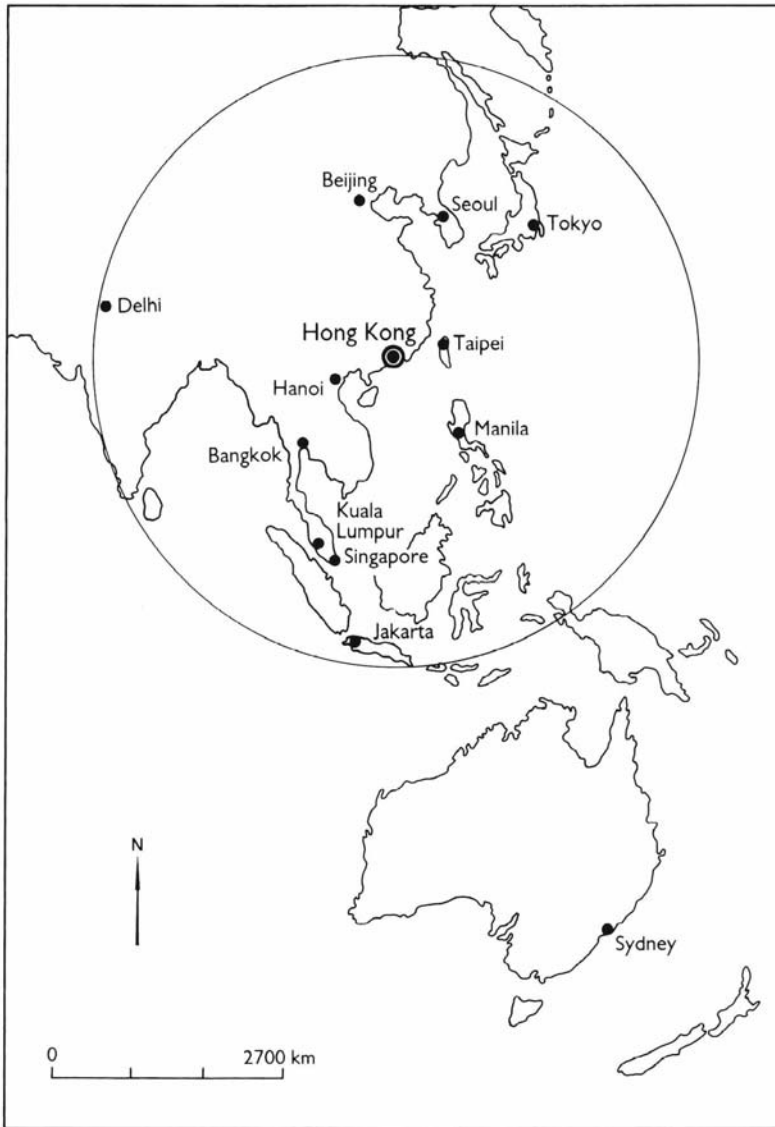 Beijing
Seoul
Tokyo
Delhi
Hong Kong
Taipei
Hanoi
Manila
Bangkok
Kuala
Lumpur
Singapore
Jakarta
N
Sydney
0 2700 km